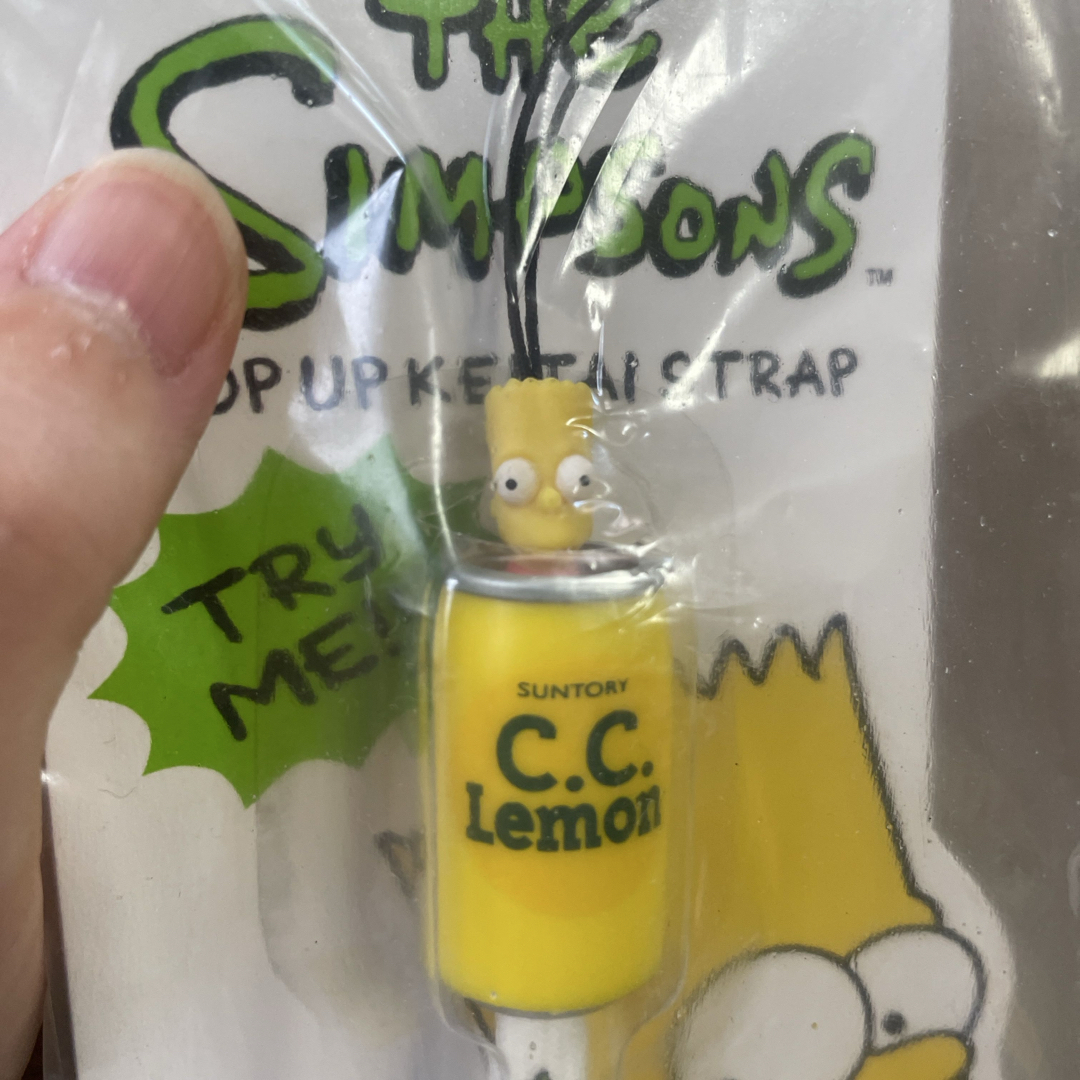 THE
SIMPSONS
TM
OP UP KEITAI STRAP
TRY
ME!
SUNTORY
C.C.
Lemon